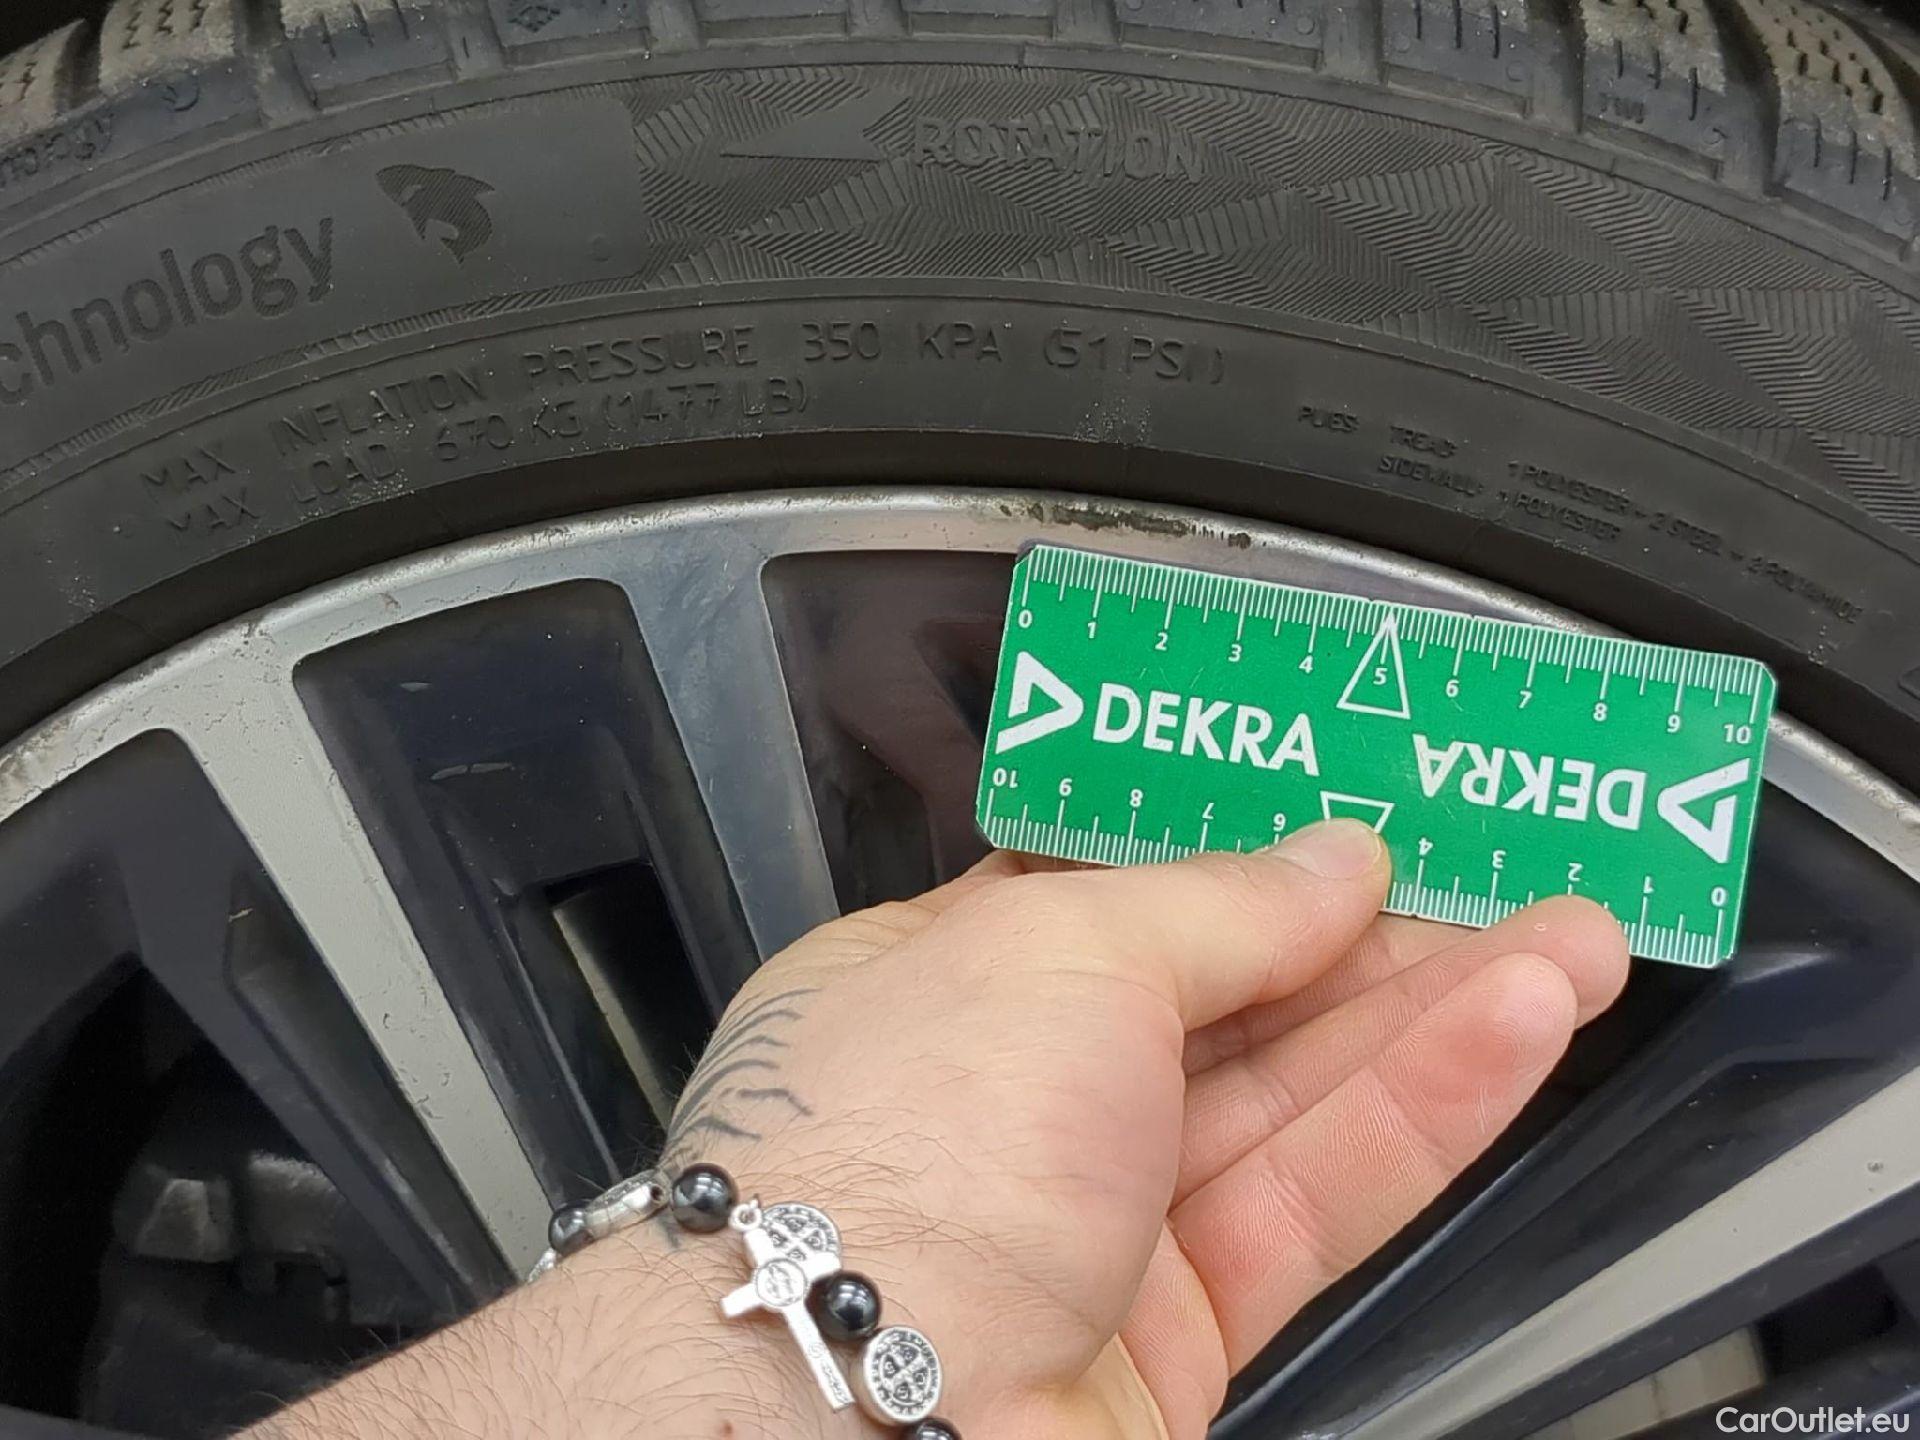 nology
TWI
ROTATION
chnology
MAX INFLATION PRESSURE 350 KPA (51 PSI)
MAX LOAD 670 KG (1477 LB)
PLIES TREAD: 1 POLYESTER + 2 STEEL + 2 POLYAMIDE
SIDEWALL: 1 POLYESTER
0 1 2 3 4 5 6 7 8 9 10
DEKRA
DEKRA
10 9 8 7 6 4 3 2 1 0
CarOutlet.eu